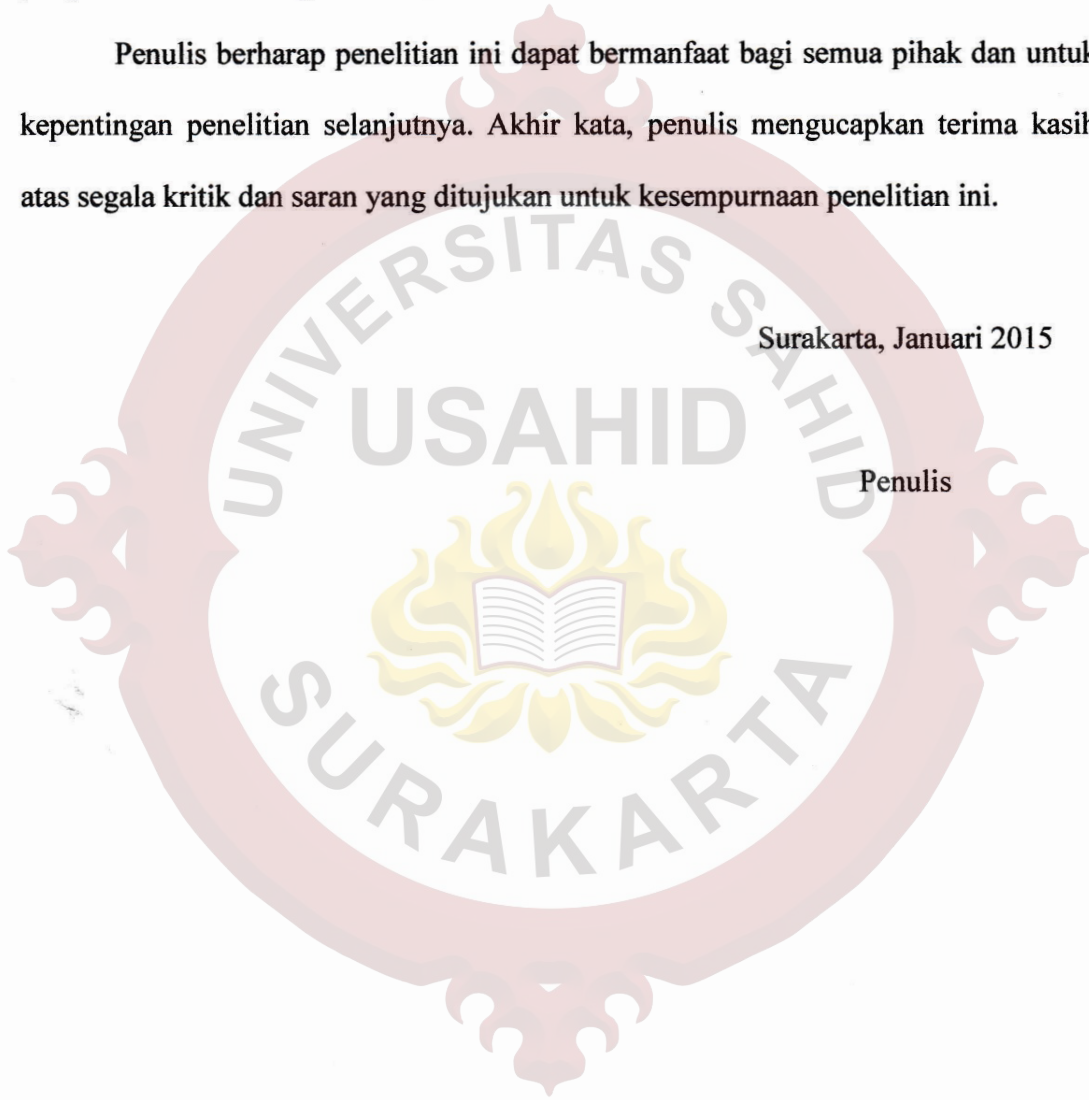 Penulis berharap penelitian ini dapat bermanfaat bagi semua pihak dan untuk
kepentingan penelitian selanjutnya. Akhir kata, penulis mengucapkan terima kasih
atas segala kritik dan saran yang ditujukan untuk kesempurnaan penelitian ini.
Surakarta, Januari 2015
Penulis
UNIVERSITAS SAHID
USAHID
SURAKARTA